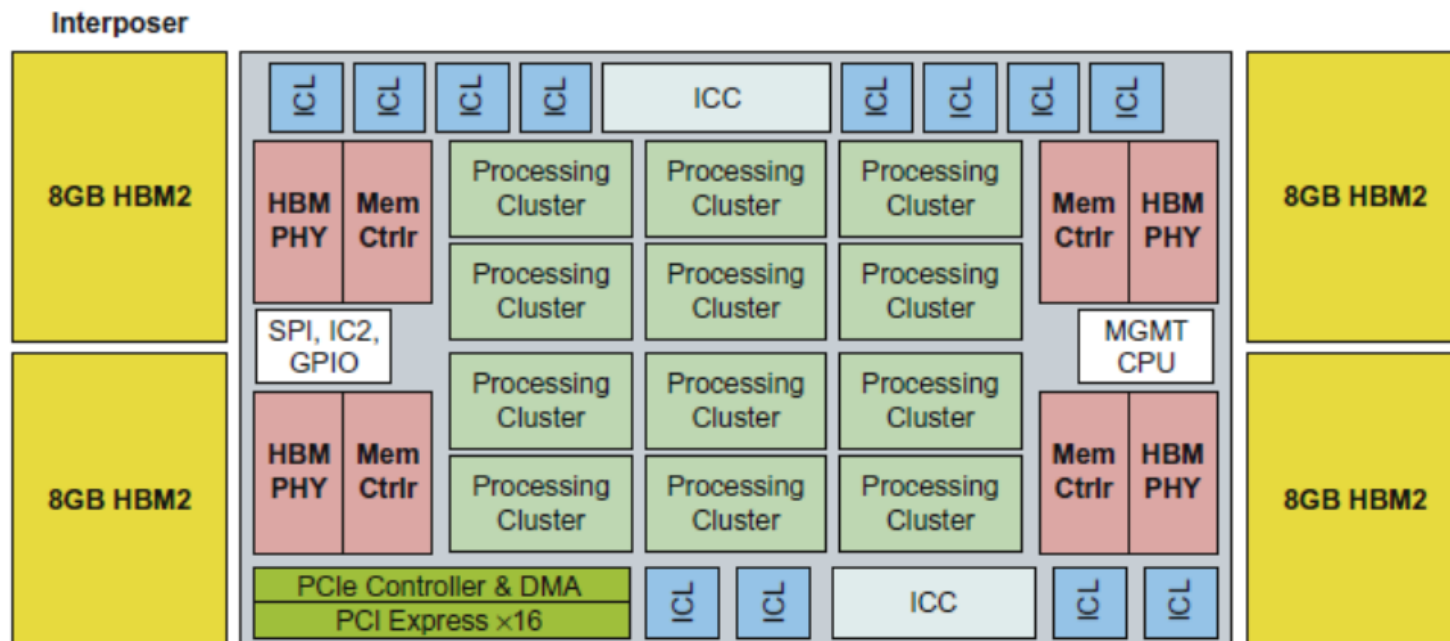 Interposer
ICL ICL ICL ICL ICC ICL ICL ICL ICL
8GB HBM2
HBM
PHY
Mem
Ctrlr
Processing
Cluster
Processing
Cluster
Processing
Cluster
Mem
Ctrlr
HBM
PHY
8GB HBM2
Processing
Cluster
Processing
Cluster
Processing
Cluster
SPI, IC2,
GPIO
MGMT
CPU
8GB HBM2
HBM
PHY
Mem
Ctrlr
Processing
Cluster
Processing
Cluster
Processing
Cluster
Mem
Ctrlr
HBM
PHY
8GB HBM2
Processing
Cluster
Processing
Cluster
Processing
Cluster
PCIe Controller & DMA
PCI Express ×16
ICL ICL ICC ICL ICL